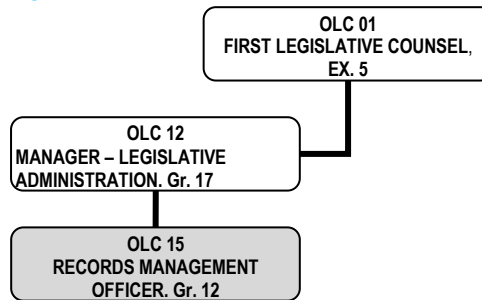 OLC 01
FIRST LEGISLATIVE COUNSEL,
EX. 5
OLC 12
MANAGER – LEGISLATIVE
ADMINISTRATION. Gr. 17
OLC 15
RECORDS MANAGEMENT
OFFICER. Gr. 12